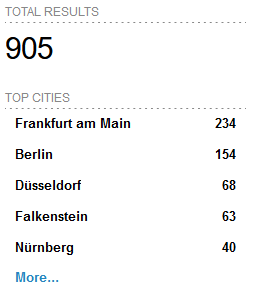 TOTAL RESULTS
905
TOP CITIES
Frankfurt am Main 234
Berlin 154
Düsseldorf 68
Falkenstein 63
Nürnberg 40
More...